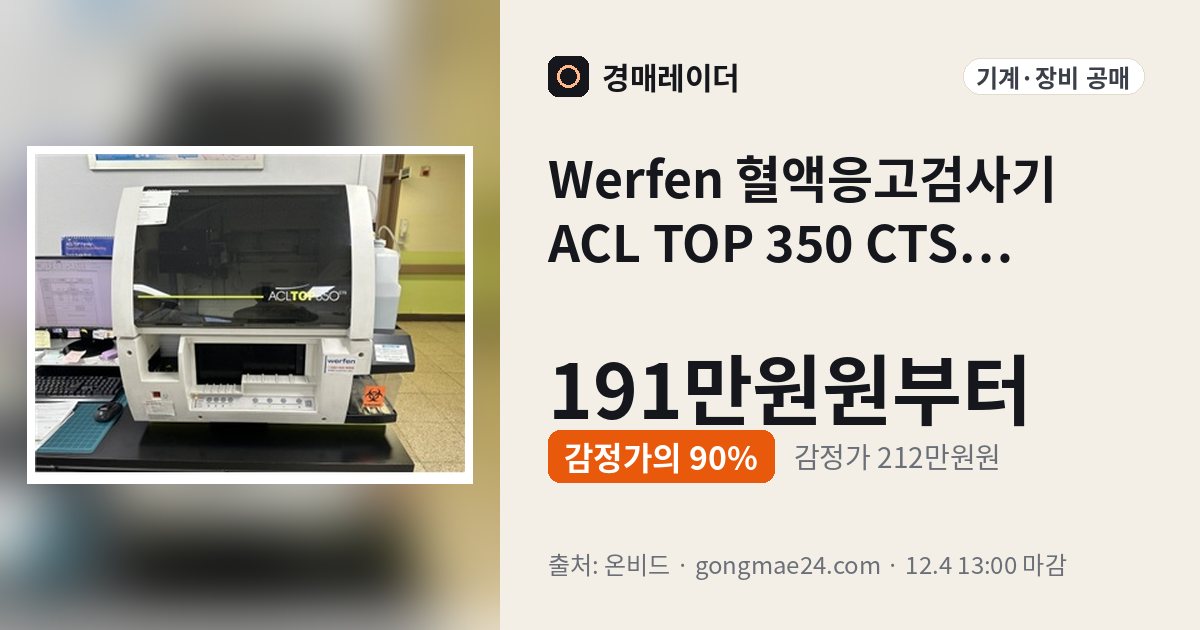 경매레이더
기계·장비 공매
Werfen 혈액응고검사기
ACL TOP 350 CTS…
191만원원부터
감정가의 90%
감정가 212만원원
출처: 온비드 · gongmae24.com · 12.4 13:00 마감
ACLTOP350CTS
werfen